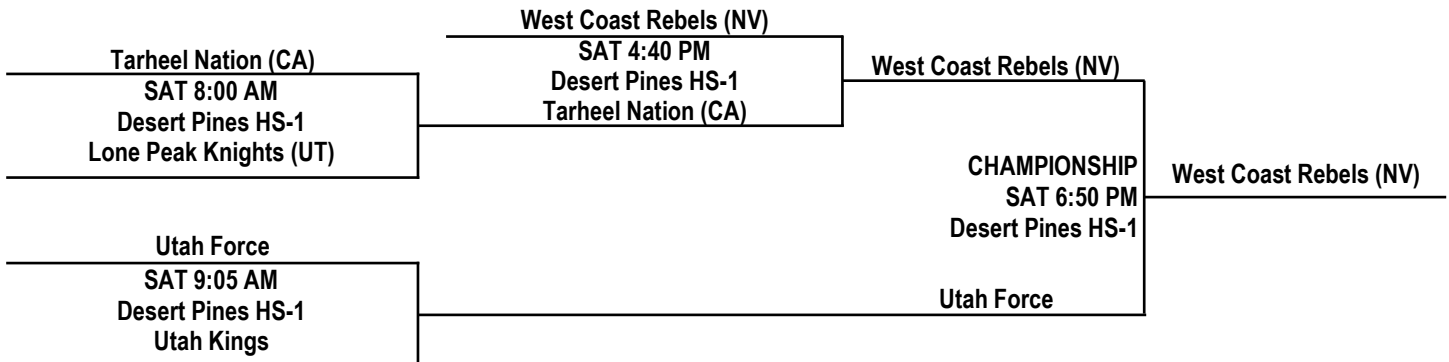 West Coast Rebels (NV)
Tarheel Nation (CA)
SAT 8:00 AM
Desert Pines HS-1
Lone Peak Knights (UT)
SAT 4:40 PM
Desert Pines HS-1
Tarheel Nation (CA)
West Coast Rebels (NV)
CHAMPIONSHIP
SAT 6:50 PM
Desert Pines HS-1
West Coast Rebels (NV)
Utah Force
SAT 9:05 AM
Desert Pines HS-1
Utah Kings
Utah Force